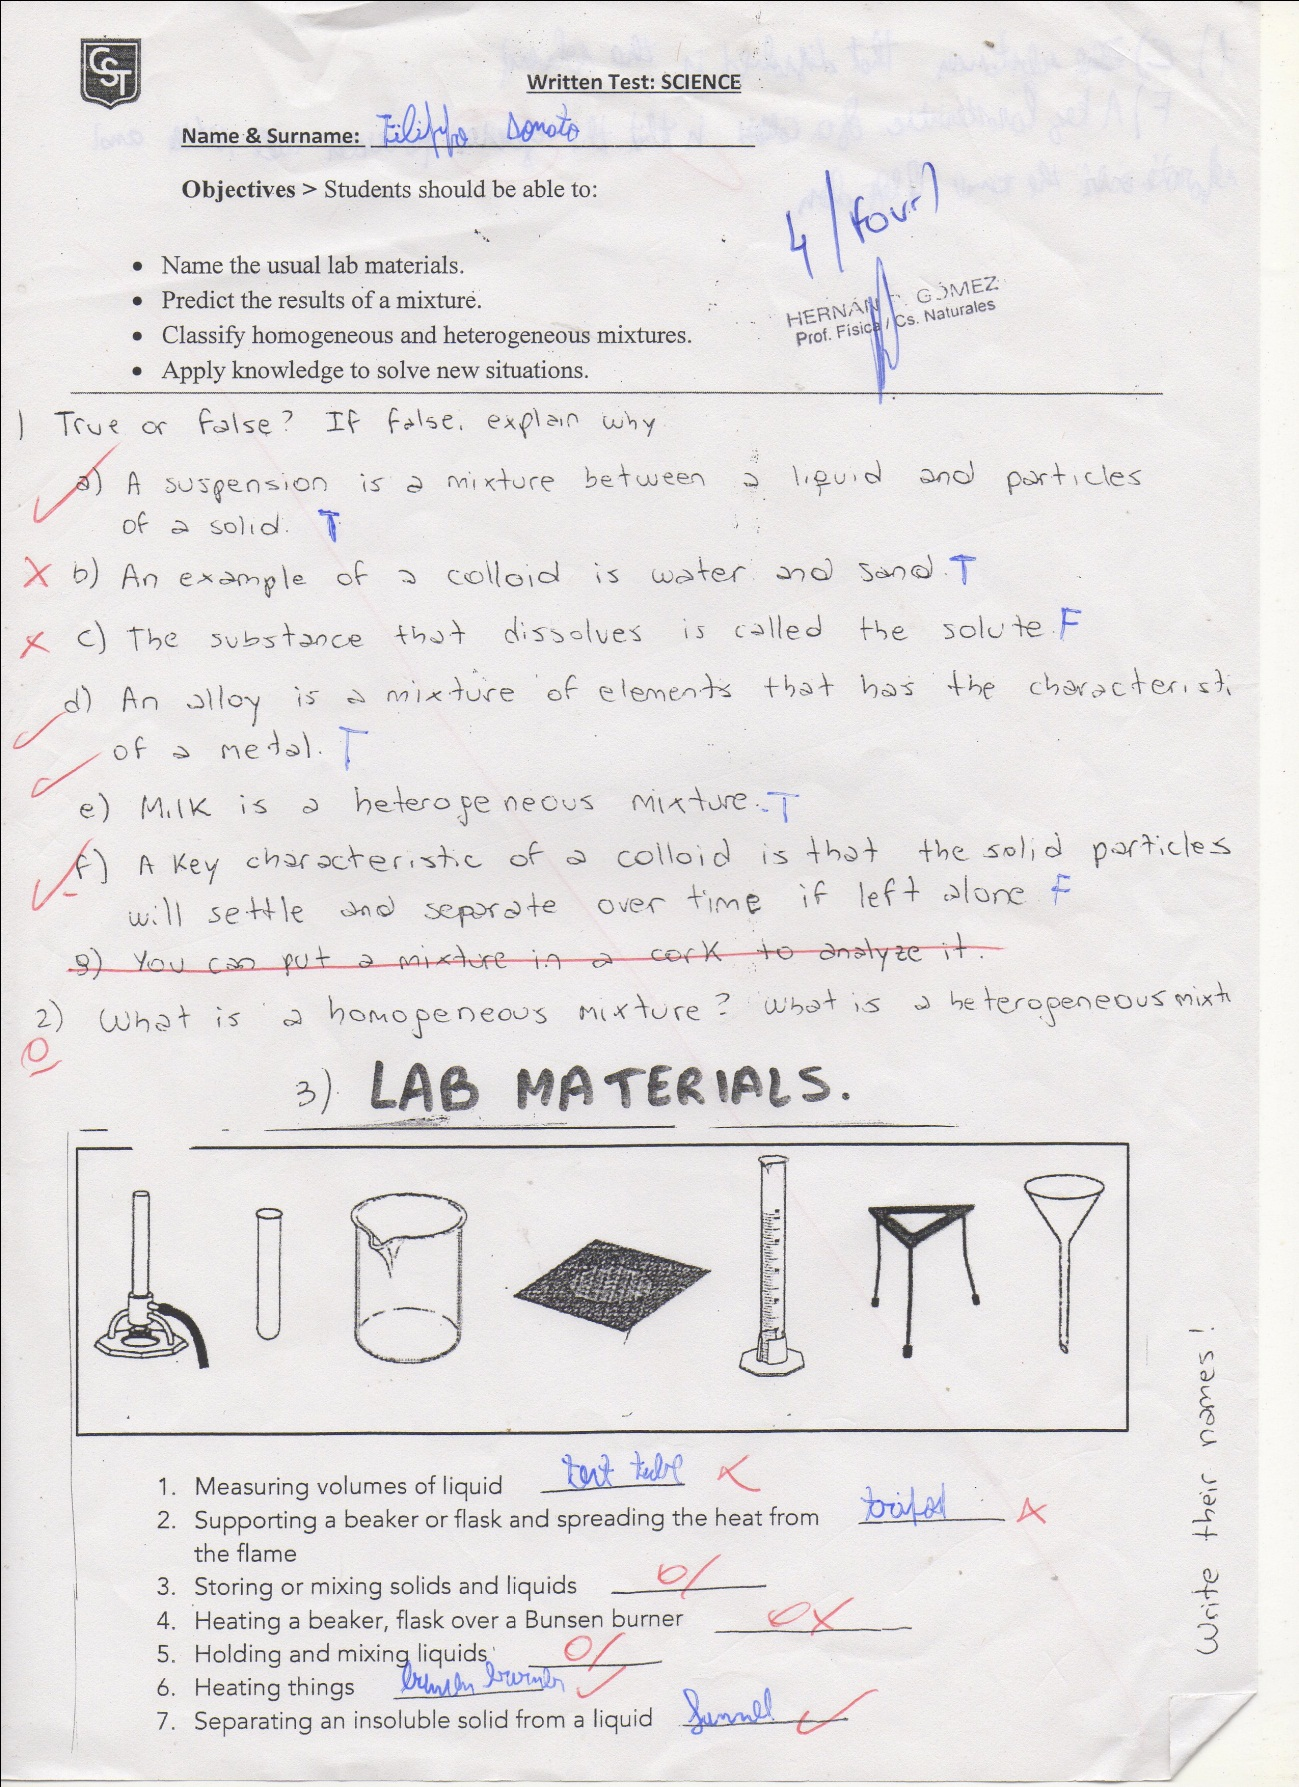 CST
Written Test: SCIENCE
Name & Surname: Filippo Donato
Objectives > Students should be able to:
4/four
• Name the usual lab materials.
• Predict the results of a mixture.
• Classify homogeneous and heterogeneous mixtures.
• Apply knowledge to solve new situations.
HERNÁN GÓMEZ
Prof. Física / Cs. Naturales
1 True or false? If false, explain why
a) A suspension is a mixture between a liquid and particles
of a solid. T
b) An example of a colloid is water and sand. T
c) The substance that dissolves is called the solute. F
d) An alloy is a mixture of elements that has the characteristi
of a metal. T
e) Milk is a heterogeneous mixture. T
f) A key characteristic of a colloid is that the solid particles
will settle and separate over time if left alone F
g) You can put a mixture in a cork to analyze it.
2) What is a homogeneous mixture? What is a heterogeneous mixt
0
3) LAB MATERIALS.
Write their names!
1. Measuring volumes of liquid test tube
2. Supporting a beaker or flask and spreading the heat from tripod
the flame
3. Storing or mixing solids and liquids 0/
4. Heating a beaker, flask over a Bunsen burner 0
5. Holding and mixing liquids 0/
6. Heating things bunsen burner
7. Separating an insoluble solid from a liquid funnel